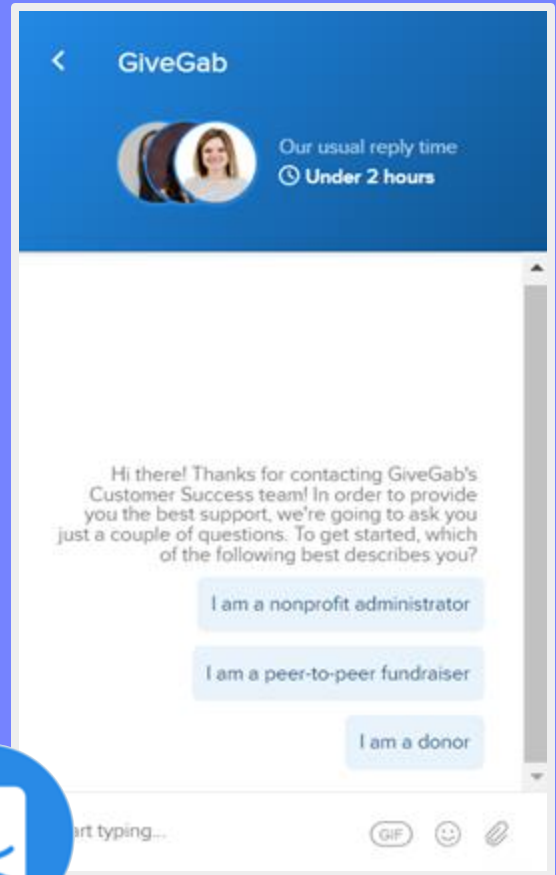 GiveGab
Our usual reply time
Under 2 hours
Hi there! Thanks for contacting GiveGab's
Customer Success team! In order to provide
you the best support, we're going to ask you
just a couple of questions. To get started, which
of the following best describes you?
I am a nonprofit administrator
I am a peer-to-peer fundraiser
I am a donor
art typing...
GIF